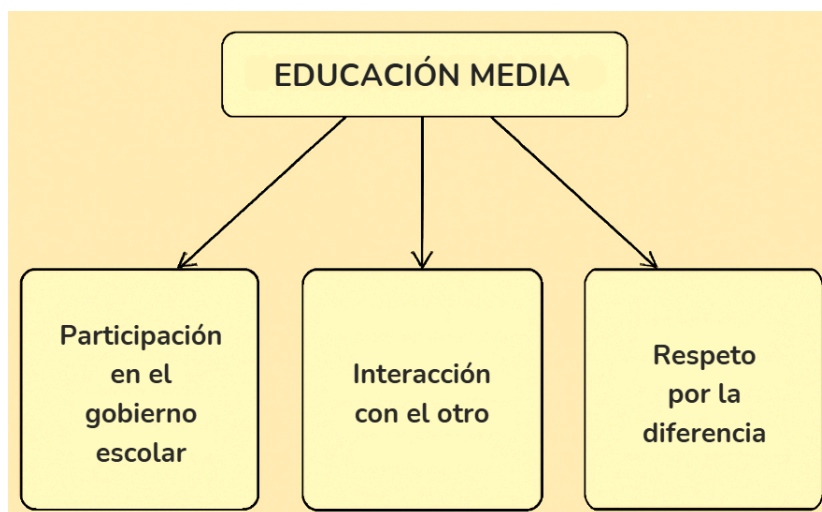 EDUCACIÓN MEDIA
Participación
en el
gobierno
escolar
Interacción
con el otro
Respeto
por la
diferencia